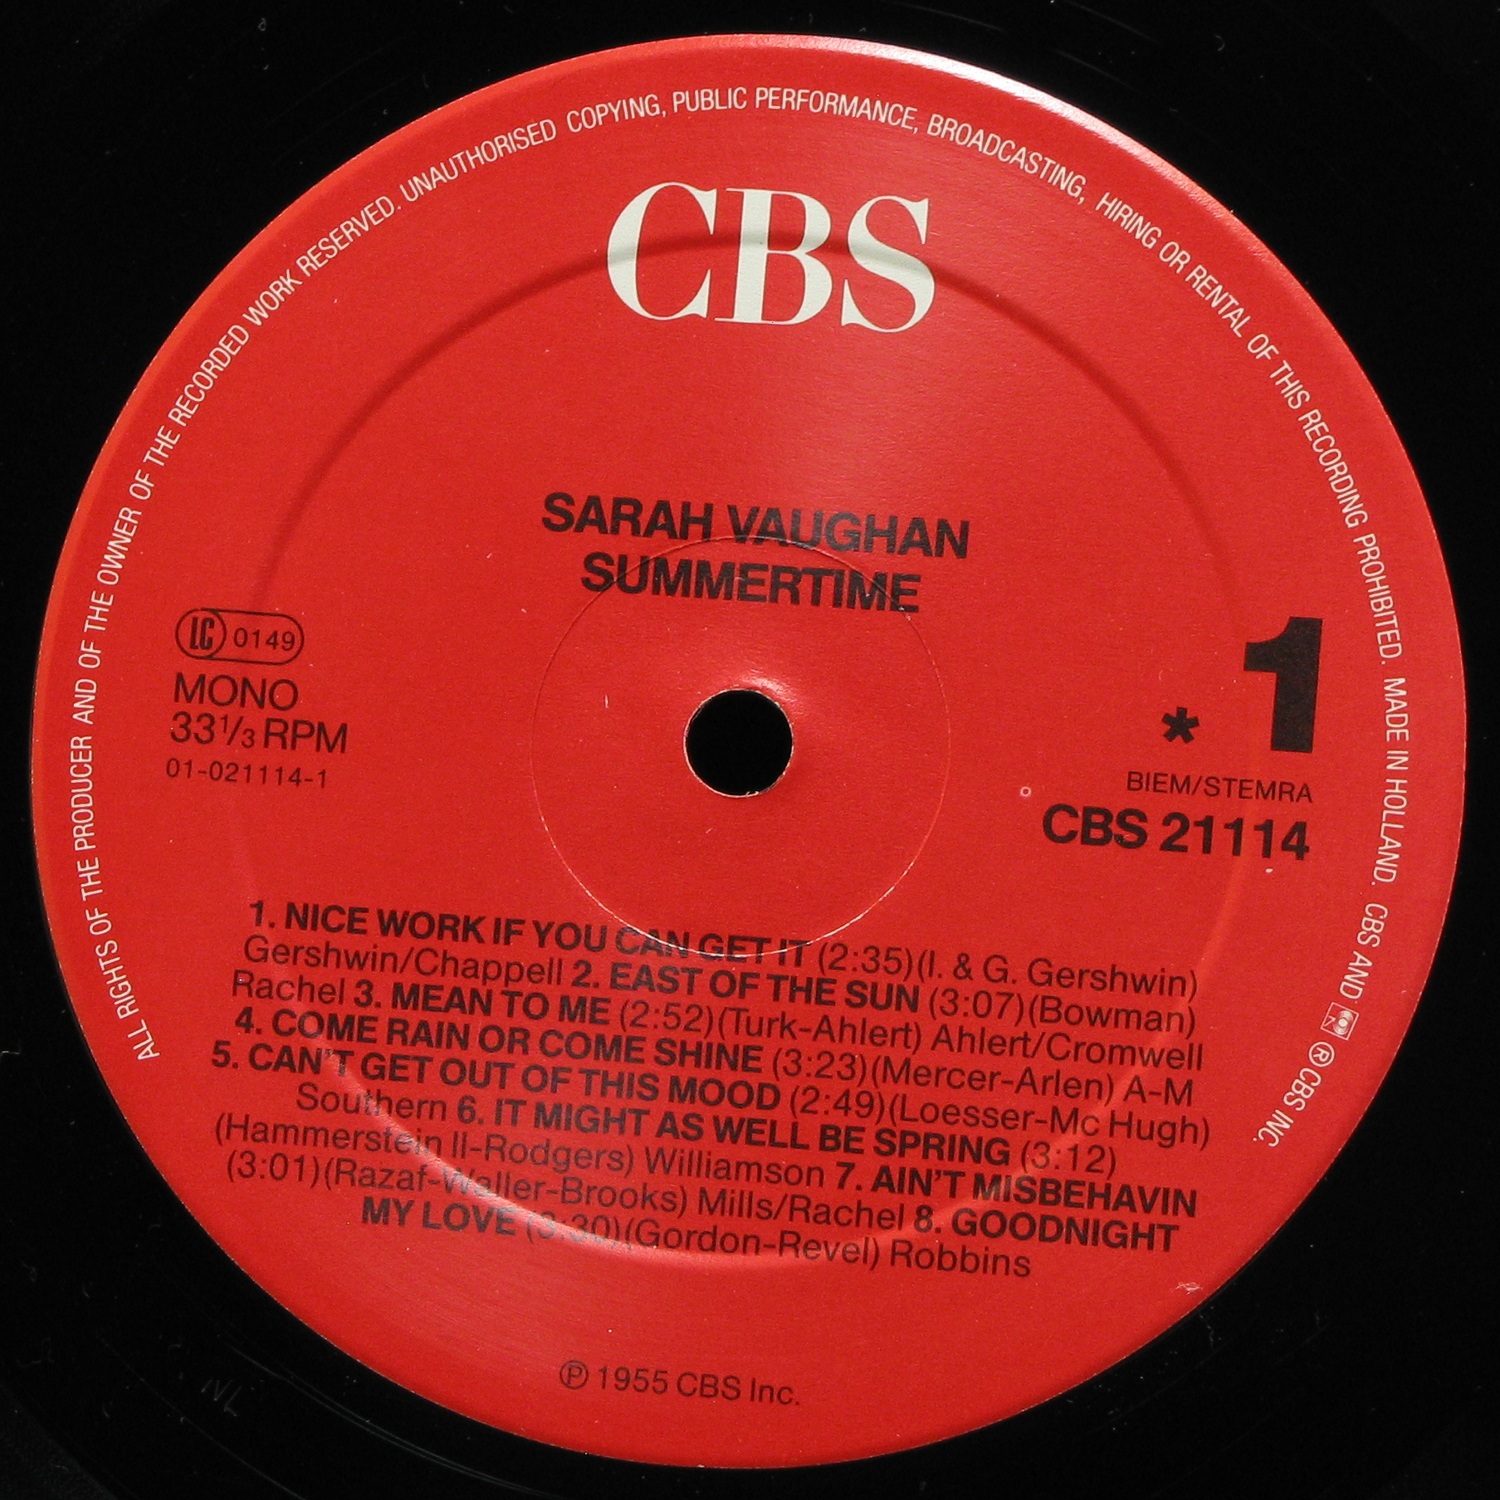 ALL RIGHTS OF THE PRODUCER AND OF THE OWNER OF THE RECORDED WORK RESERVED. UNAUTHORISED COPYING, PUBLIC PERFORMANCE, BROADCASTING, HIRING OR RENTAL OF THIS RECORDING PROHIBITED. MADE IN HOLLAND. CBS AND ® CBS INC.
CBS
SARAH VAUGHAN
SUMMERTIME
LC 0149
MONO
33⅓ RPM
01-021114-1
* 1
BIEM/STEMRA
CBS 21114
1. NICE WORK IF YOU CAN GET IT (2:35)(I. & G. Gershwin)
Gershwin/Chappell 2. EAST OF THE SUN (3:07)(Bowman)
Rachel 3. MEAN TO ME (2:52)(Turk-Ahlert) Ahlert/Cromwell
4. COME RAIN OR COME SHINE (3:23)(Mercer-Arlen) A-M
5. CAN'T GET OUT OF THIS MOOD (2:49)(Loesser-Mc Hugh)
Southern 6. IT MIGHT AS WELL BE SPRING (3:12)
(Hammerstein II-Rodgers) Williamson 7. AIN'T MISBEHAVIN
(3:01)(Razaf-Waller-Brooks) Mills/Rachel 8. GOODNIGHT
MY LOVE (3:30)(Gordon-Revel) Robbins
℗ 1955 CBS Inc.